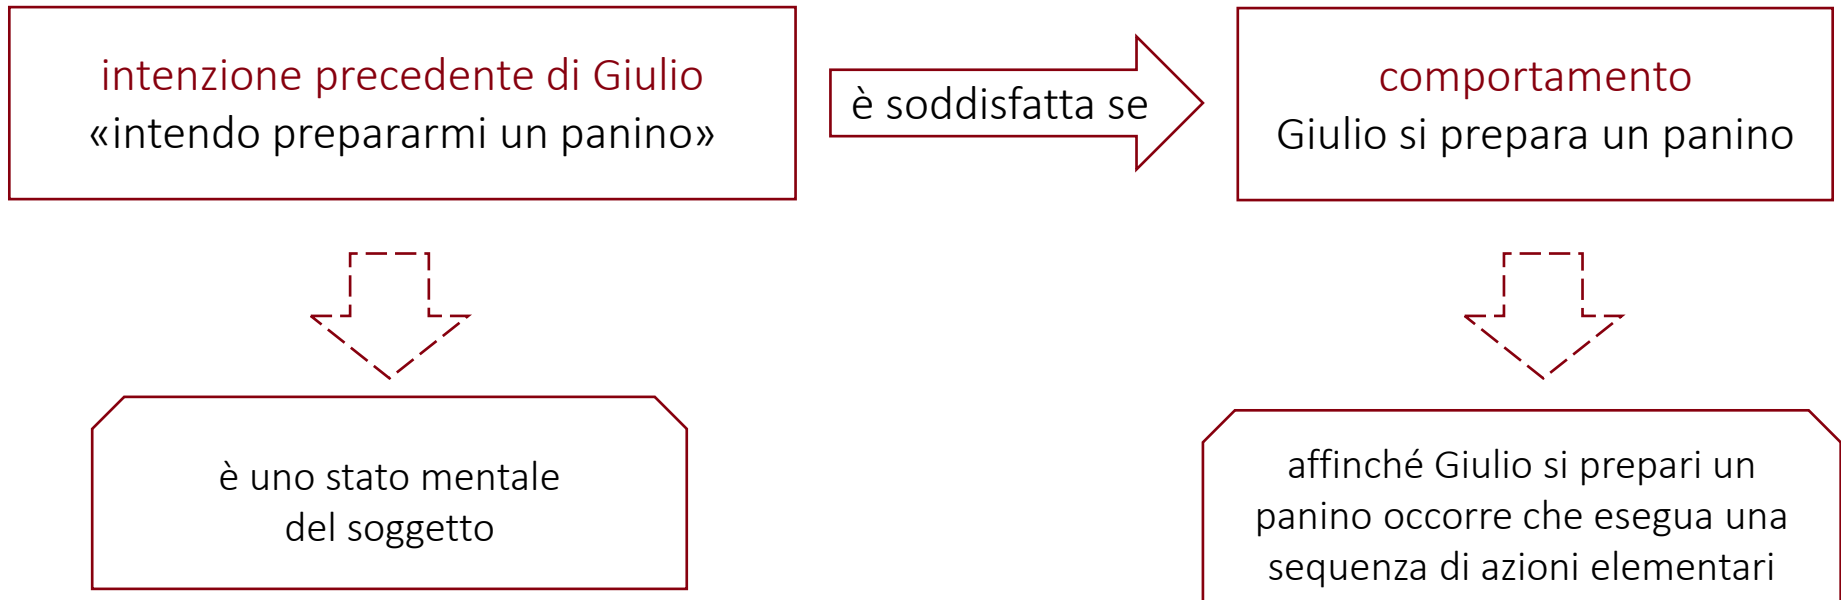 intenzione precedente di Giulio
«intendo prepararmi un panino»
è soddisfatta se
comportamento
Giulio si prepara un panino
è uno stato mentale
del soggetto
affinché Giulio si prepari un
panino occorre che esegua una
sequenza di azioni elementari